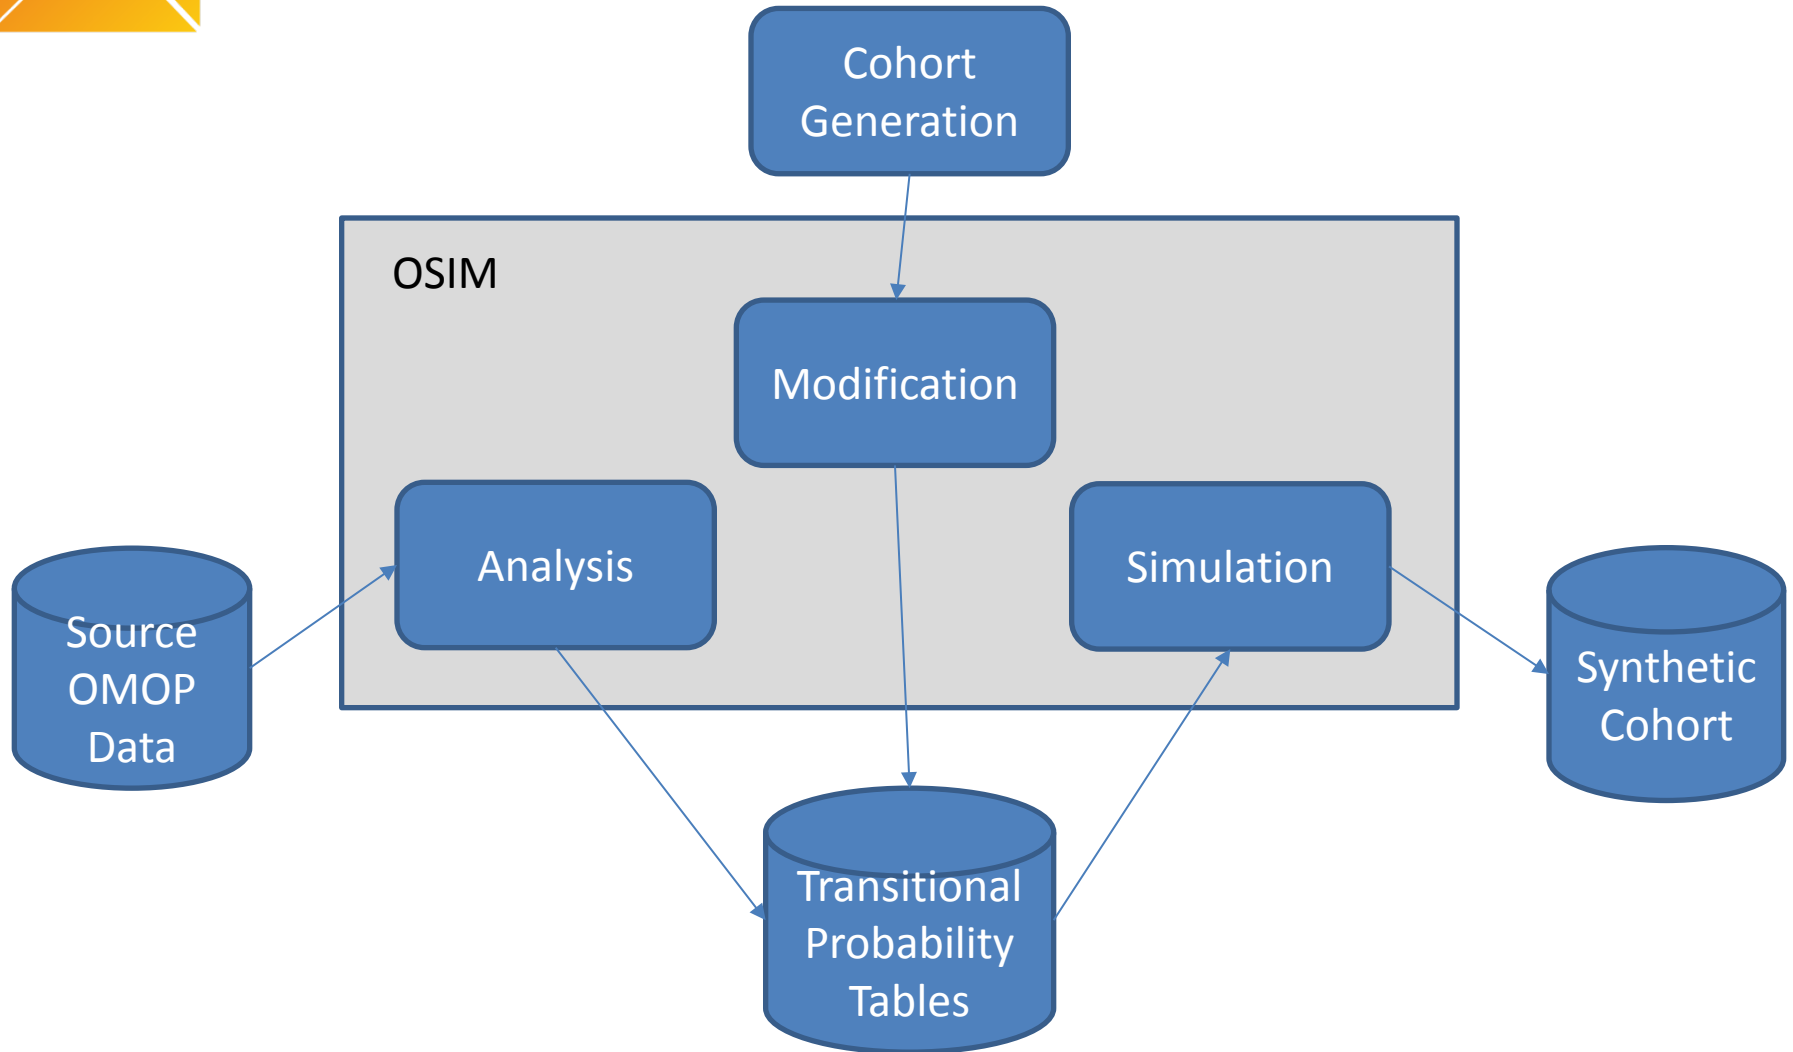 Cohort
Generation
OSIM
Modification
Analysis
Simulation
Source
OMOP
Data
Synthetic
Cohort
Transitional
Probability
Tables